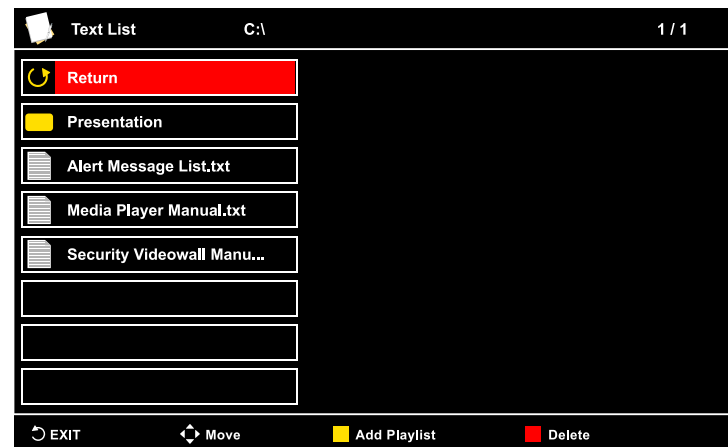 Text List C:\ 1 / 1
Return
Presentation
Alert Message List.txt
Media Player Manual.txt
Security Videowall Manu...
EXIT Move Add Playlist Delete